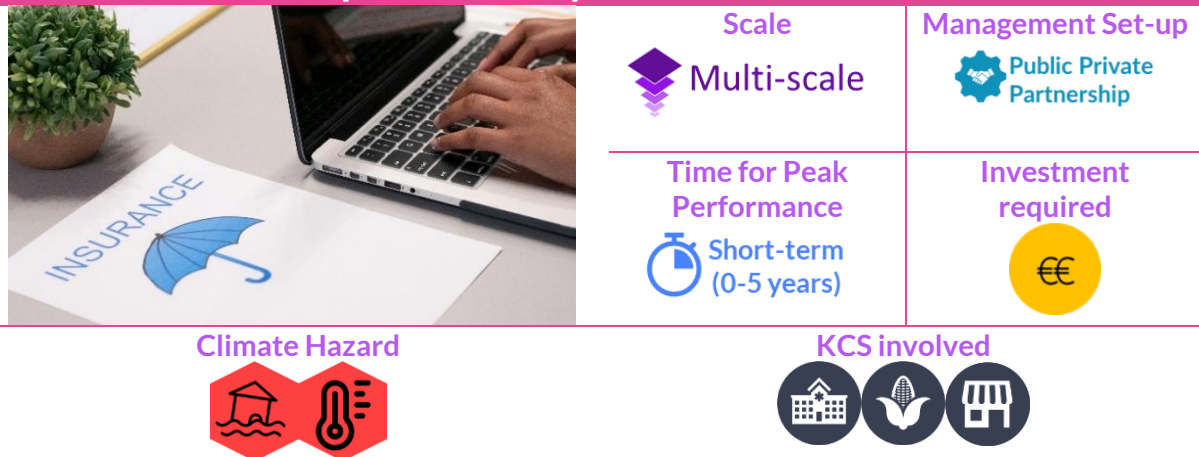 INSURANCE
Scale
Multi-scale
Management Set-up
Public Private
Partnership
Time for Peak
Performance
Short-term
(0-5 years)
Investment
required
€€
Climate Hazard
KCS involved